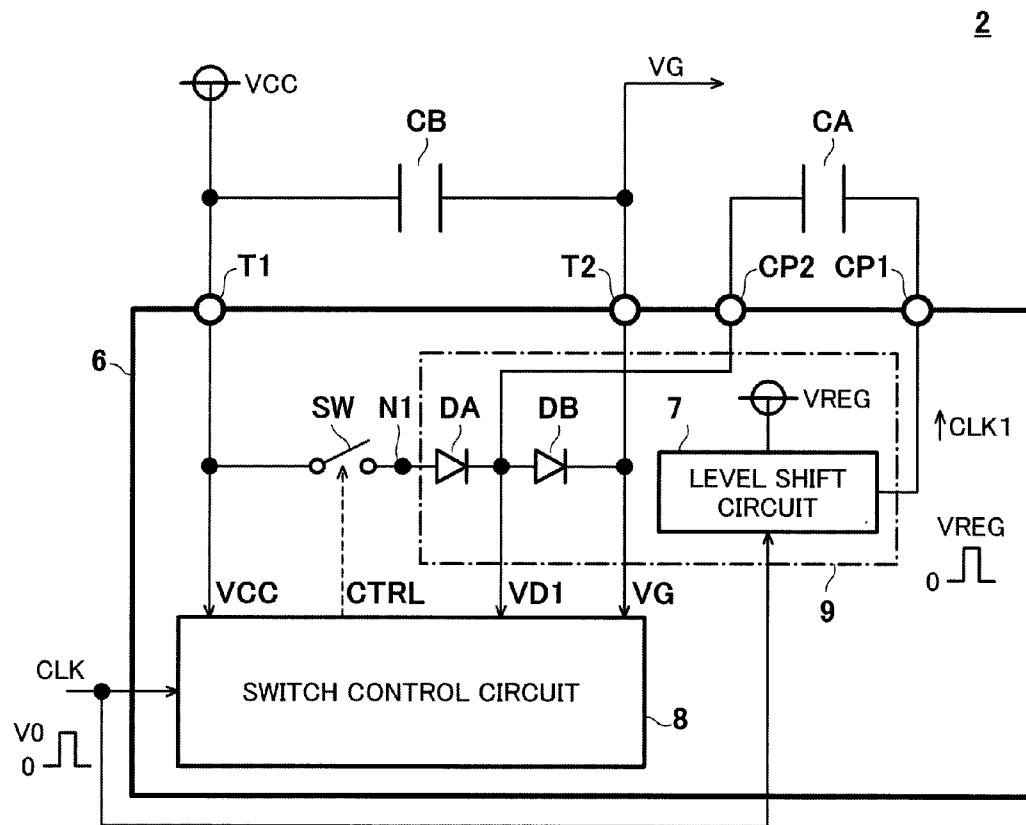 2
VCC
VG
CB
CA
T1
T2
CP2
CP1
6
SW
N1
DA
DB
7
VREG
CLK1
LEVEL SHIFT
CIRCUIT
VREG
0
9
VCC
CTRL
VD1
VG
CLK
SWITCH CONTROL CIRCUIT
8
V0
0